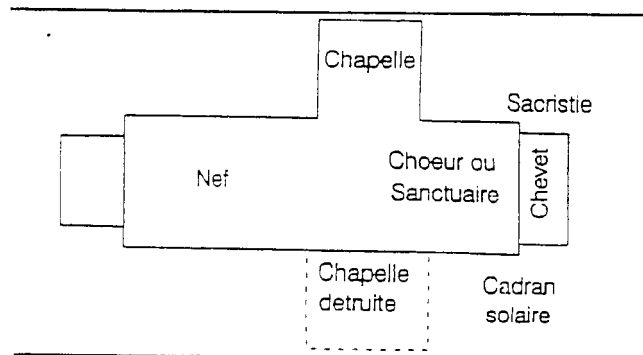 Chapelle
Sacristie
Nef
Choeur ou
Sanctuaire
Chevet
Chapelle
detruite
Cadran
solaire